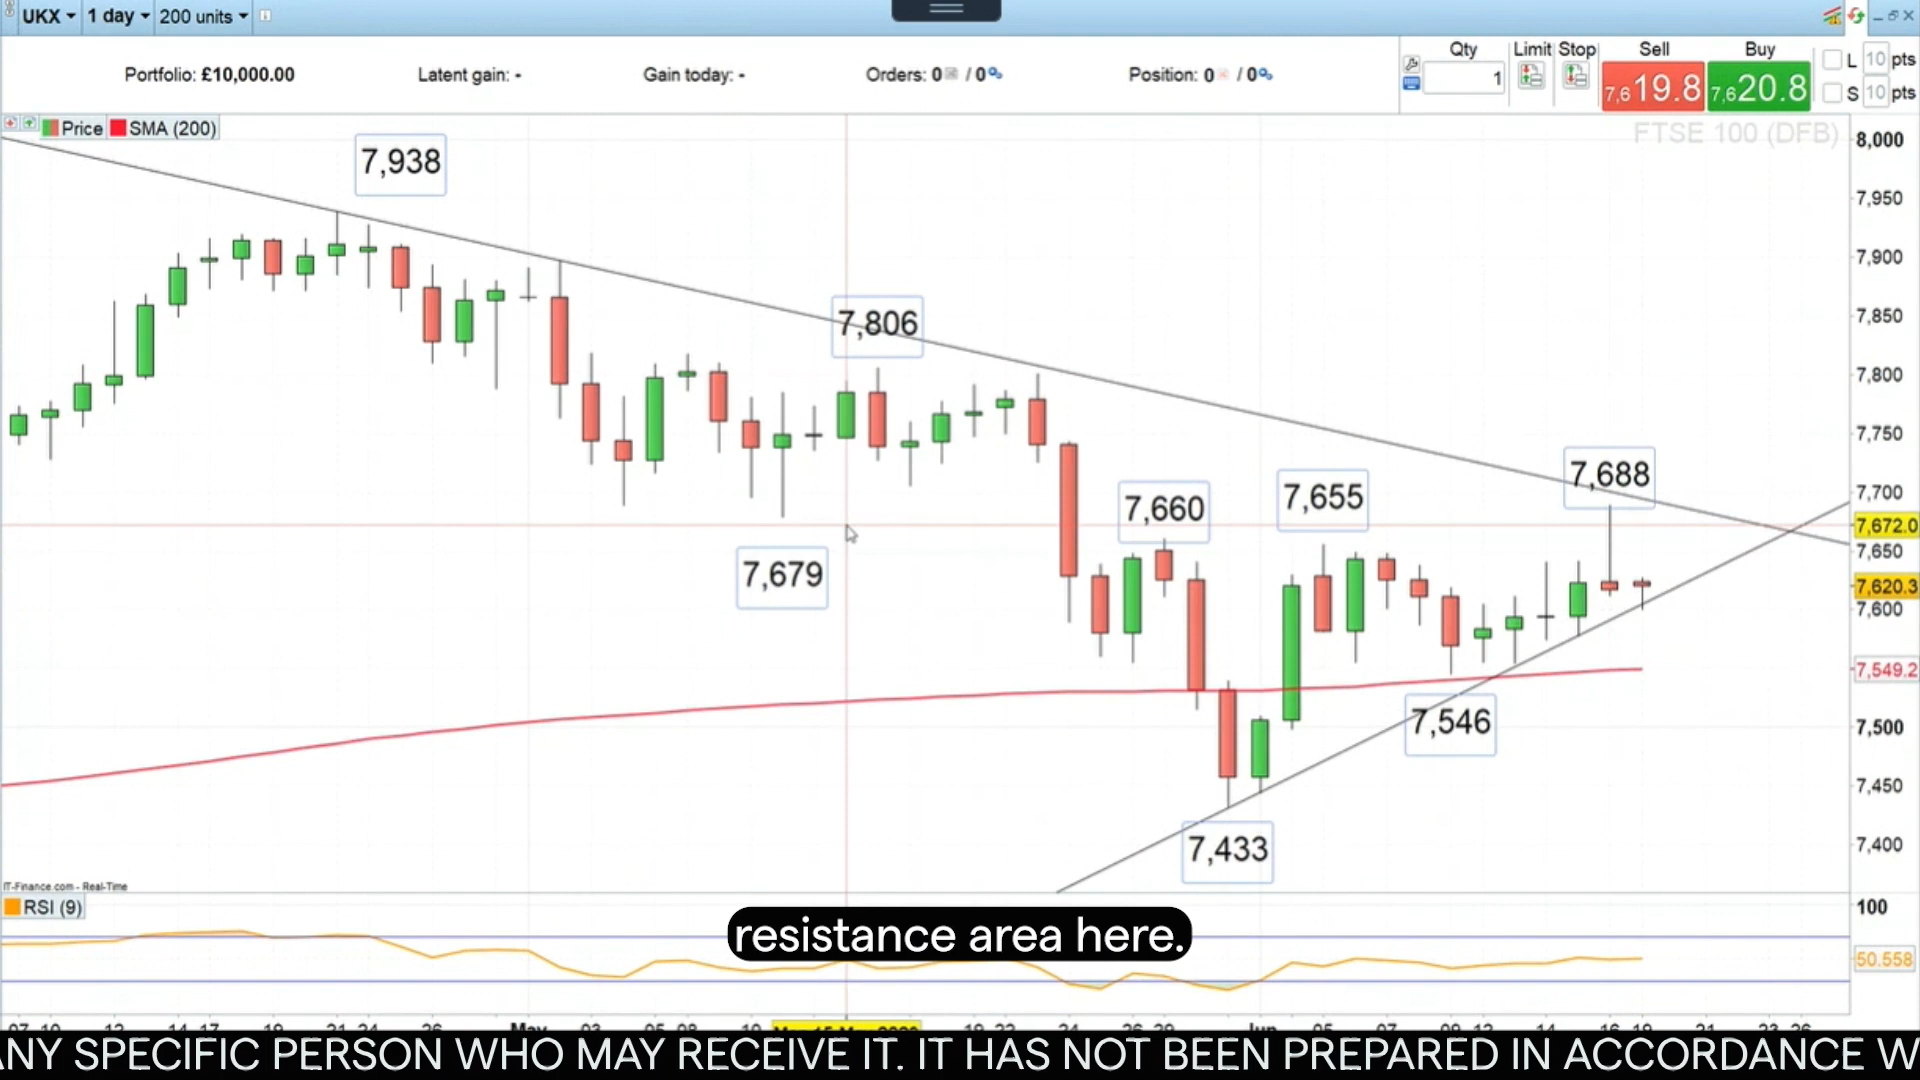 UKX 1 day 200 units
Portfolio: £10,000.00 Latent gain: - Gain today: - Orders: 0 / 0 Position: 0 / 0
Qty Limit Stop Sell Buy
1 7,619.8 7,620.8
L 10 pts
S 10 pts
Price SMA (200)
FTSE 100 (DFB)
7,938
7,806
7,679
7,660
7,655
7,688
7,546
7,433
8,000
7,950
7,900
7,850
7,800
7,750
7,700
7,672.0
7,650
7,620.3
7,600
7,549.2
7,500
7,450
7,400
IT-Finance.com - Real-Time
RSI (9)
100
50.558
resistance area here.
ANY SPECIFIC PERSON WHO MAY RECEIVE IT. IT HAS NOT BEEN PREPARED IN ACCORDANCE W